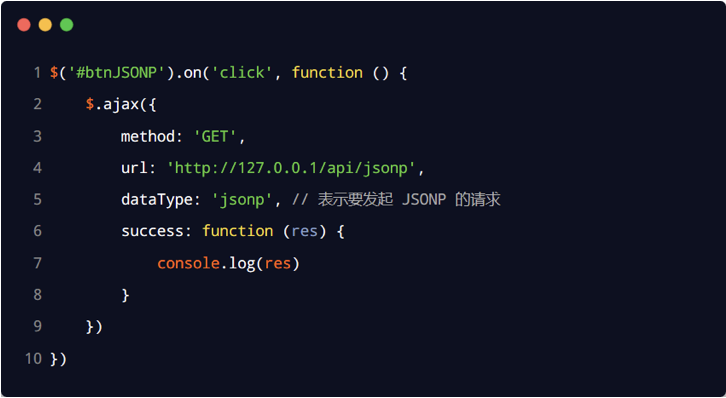 1 $('#btnJSONP').on('click', function () {
2     $.ajax({
3         method: 'GET',
4         url: 'http://127.0.0.1/api/jsonp',
5         dataType: 'jsonp', // 表示要发起 JSONP 的请求
6         success: function (res) {
7             console.log(res)
8         }
9     })
10 })